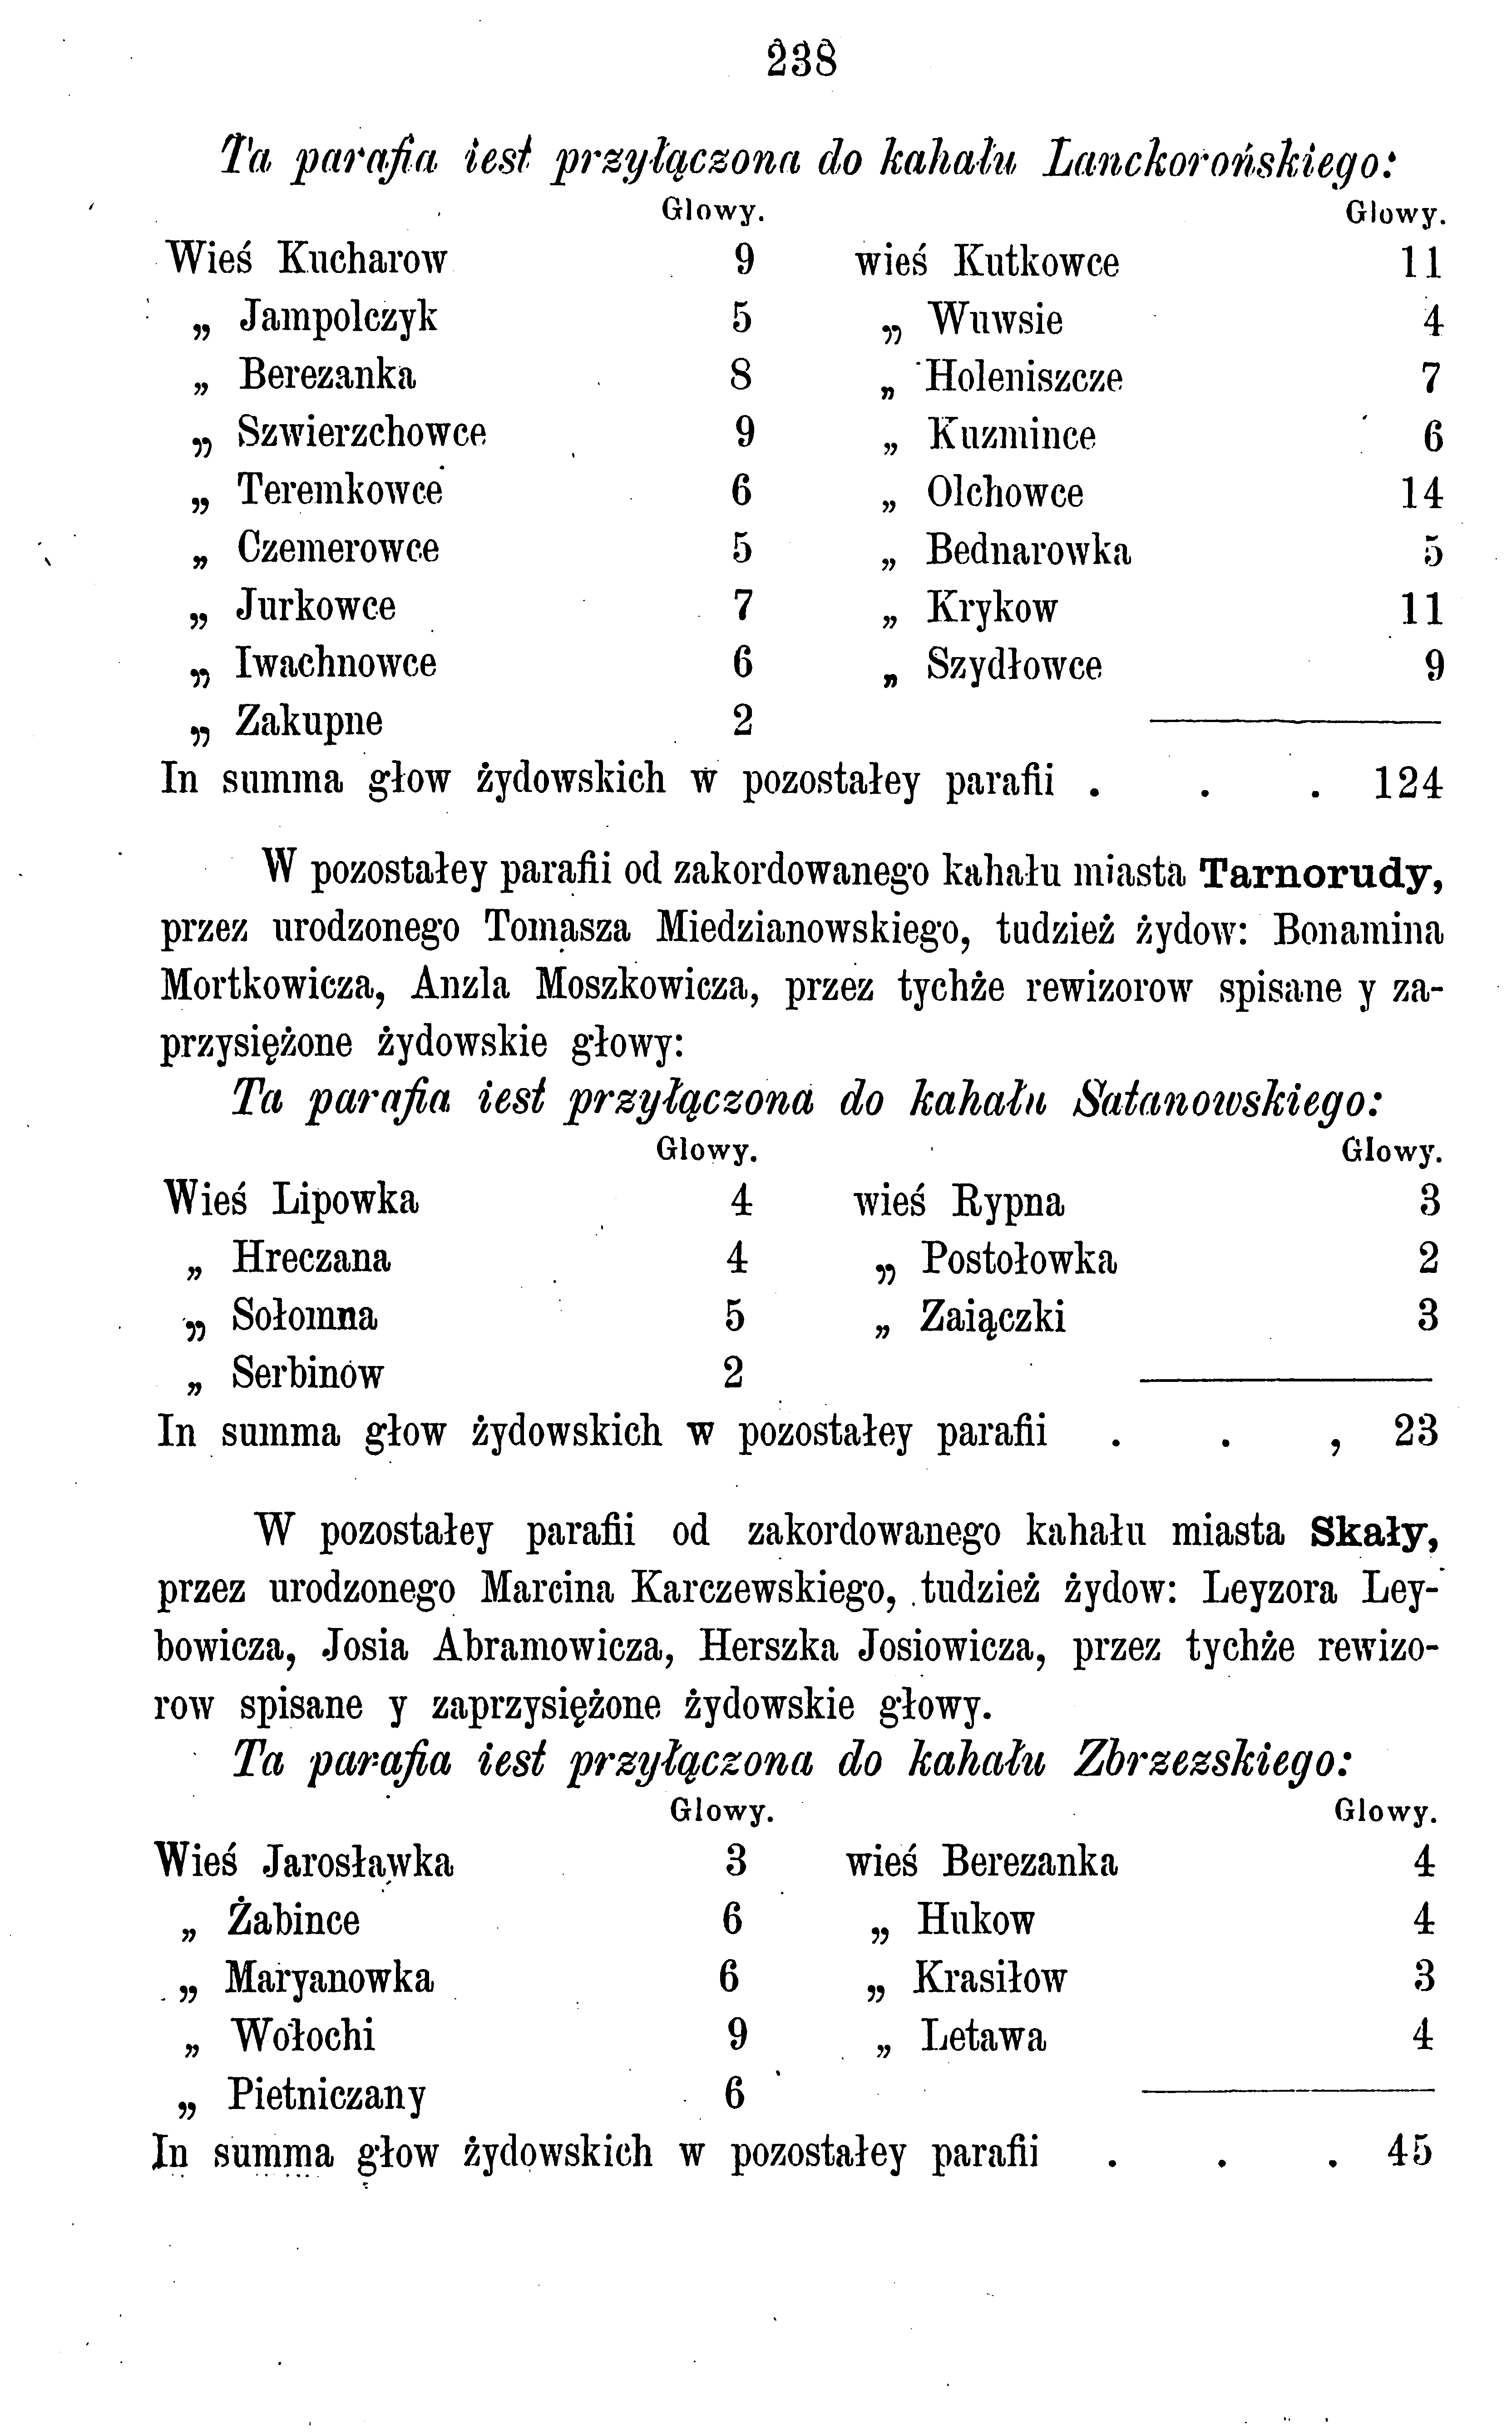 238
Ta parafia iest przyłączona do kahału Lanckorońskiego:
Glowy. Glowy.
Wieś Kucharow 9 wieś Kutkowce 11
„ Jampolczyk 5 „ Wuwsie 4
„ Berezanka 8 „ Holeniszcze 7
„ Szwierzchowce 9 „ Kuzmince 6
„ Teremkowce 6 „ Olchowce 14
„ Czemerowce 5 „ Bednarowka 5
„ Jurkowce 7 „ Krykow 11
„ Iwachnowce 6 „ Szydłowce 9
„ Zakupne 2
In summa głow żydowskich w pozostałey parafii . . . 124
W pozostałey parafii od zakordowanego kahału miasta Tarnorudy,
przez urodzonego Tomasza Miedzianowskiego, tudzież żydow: Bonamina
Mortkowicza, Anzla Moszkowicza, przez tychże rewizorow spisane y za-
przysiężone żydowskie głowy:
Ta parafia iest przyłączona do kahału Satanowskiego:
Glowy. Glowy.
Wieś Lipowka 4 wieś Rypna 3
„ Hreczana 4 „ Postołowka 2
„ Sołomna 5 „ Zaiączki 3
„ Serbinow 2
In summa głow żydowskich w pozostałey parafii . . , 23
W pozostałey parafii od zakordowanego kahału miasta Skały,
przez urodzonego Marcina Karczewskiego, tudzież żydow: Leyzora Ley-
bowicza, Josia Abramowicza, Herszka Josiowicza, przez tychże rewizo-
row spisane y zaprzysiężone żydowskie głowy.
Ta parafia iest przyłączona do kahału Zbrzezskiego:
Glowy. Glowy.
Wieś Jarosławka 3 wieś Berezanka 4
„ Żabince 6 „ Hukow 4
„ Maryanowka 6 „ Krasiłow 3
„ Wołochi 9 „ Letawa 4
„ Pietniczany 6
In summa głow żydowskich w pozostałey parafii . . . 45